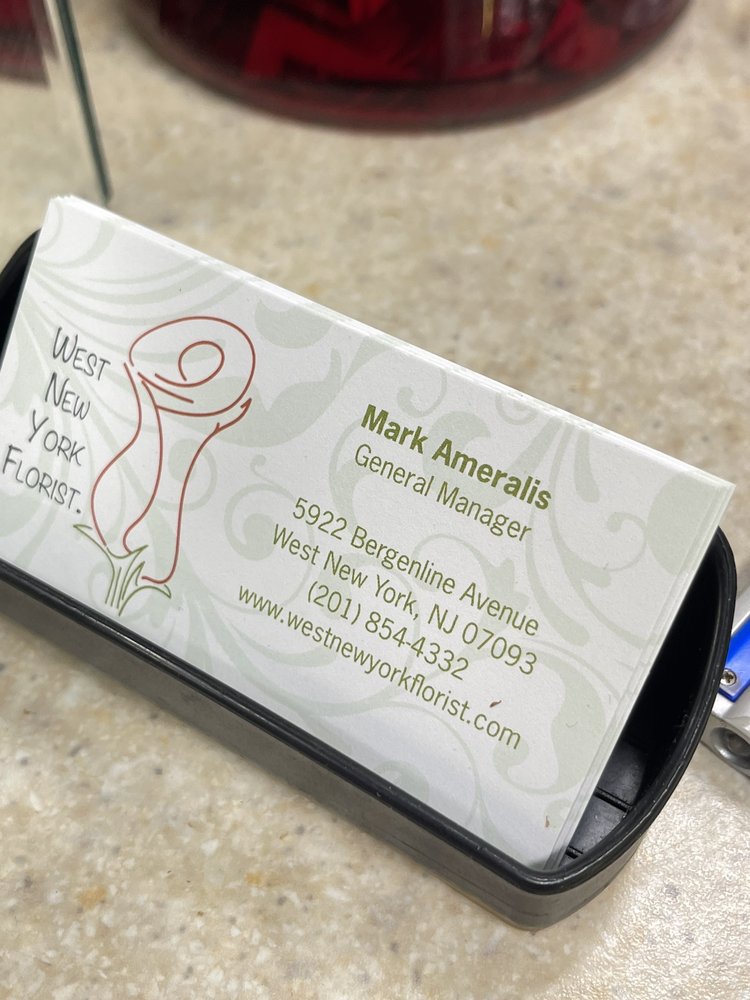 West
New
York
Florist.
Mark Ameralis
General Manager
5922 Bergenline Avenue
West New York, NJ 07093
(201) 854-4332
www.westnewyorkflorist.com